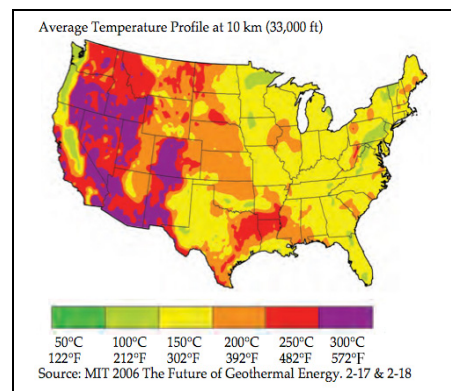 Average Temperature Profile at 10 km (33,000 ft)
50°C 100°C 150°C 200°C 250°C 300°C
122°F 212°F 302°F 392°F 482°F 572°F
Source: MIT 2006 The Future of Geothermal Energy. 2-17 & 2-18